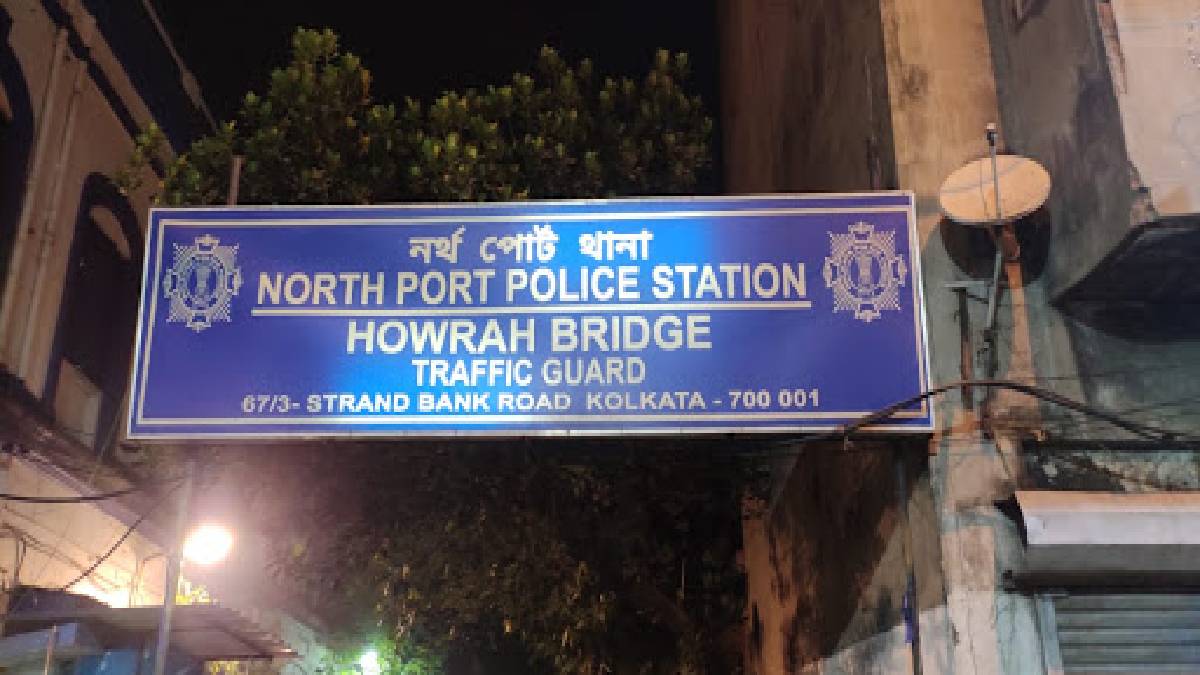 নর্থ পোর্ট থানা
NORTH PORT POLICE STATION
HOWRAH BRIDGE
TRAFFIC GUARD
67/3- STRAND BANK ROAD KOLKATA - 700 001